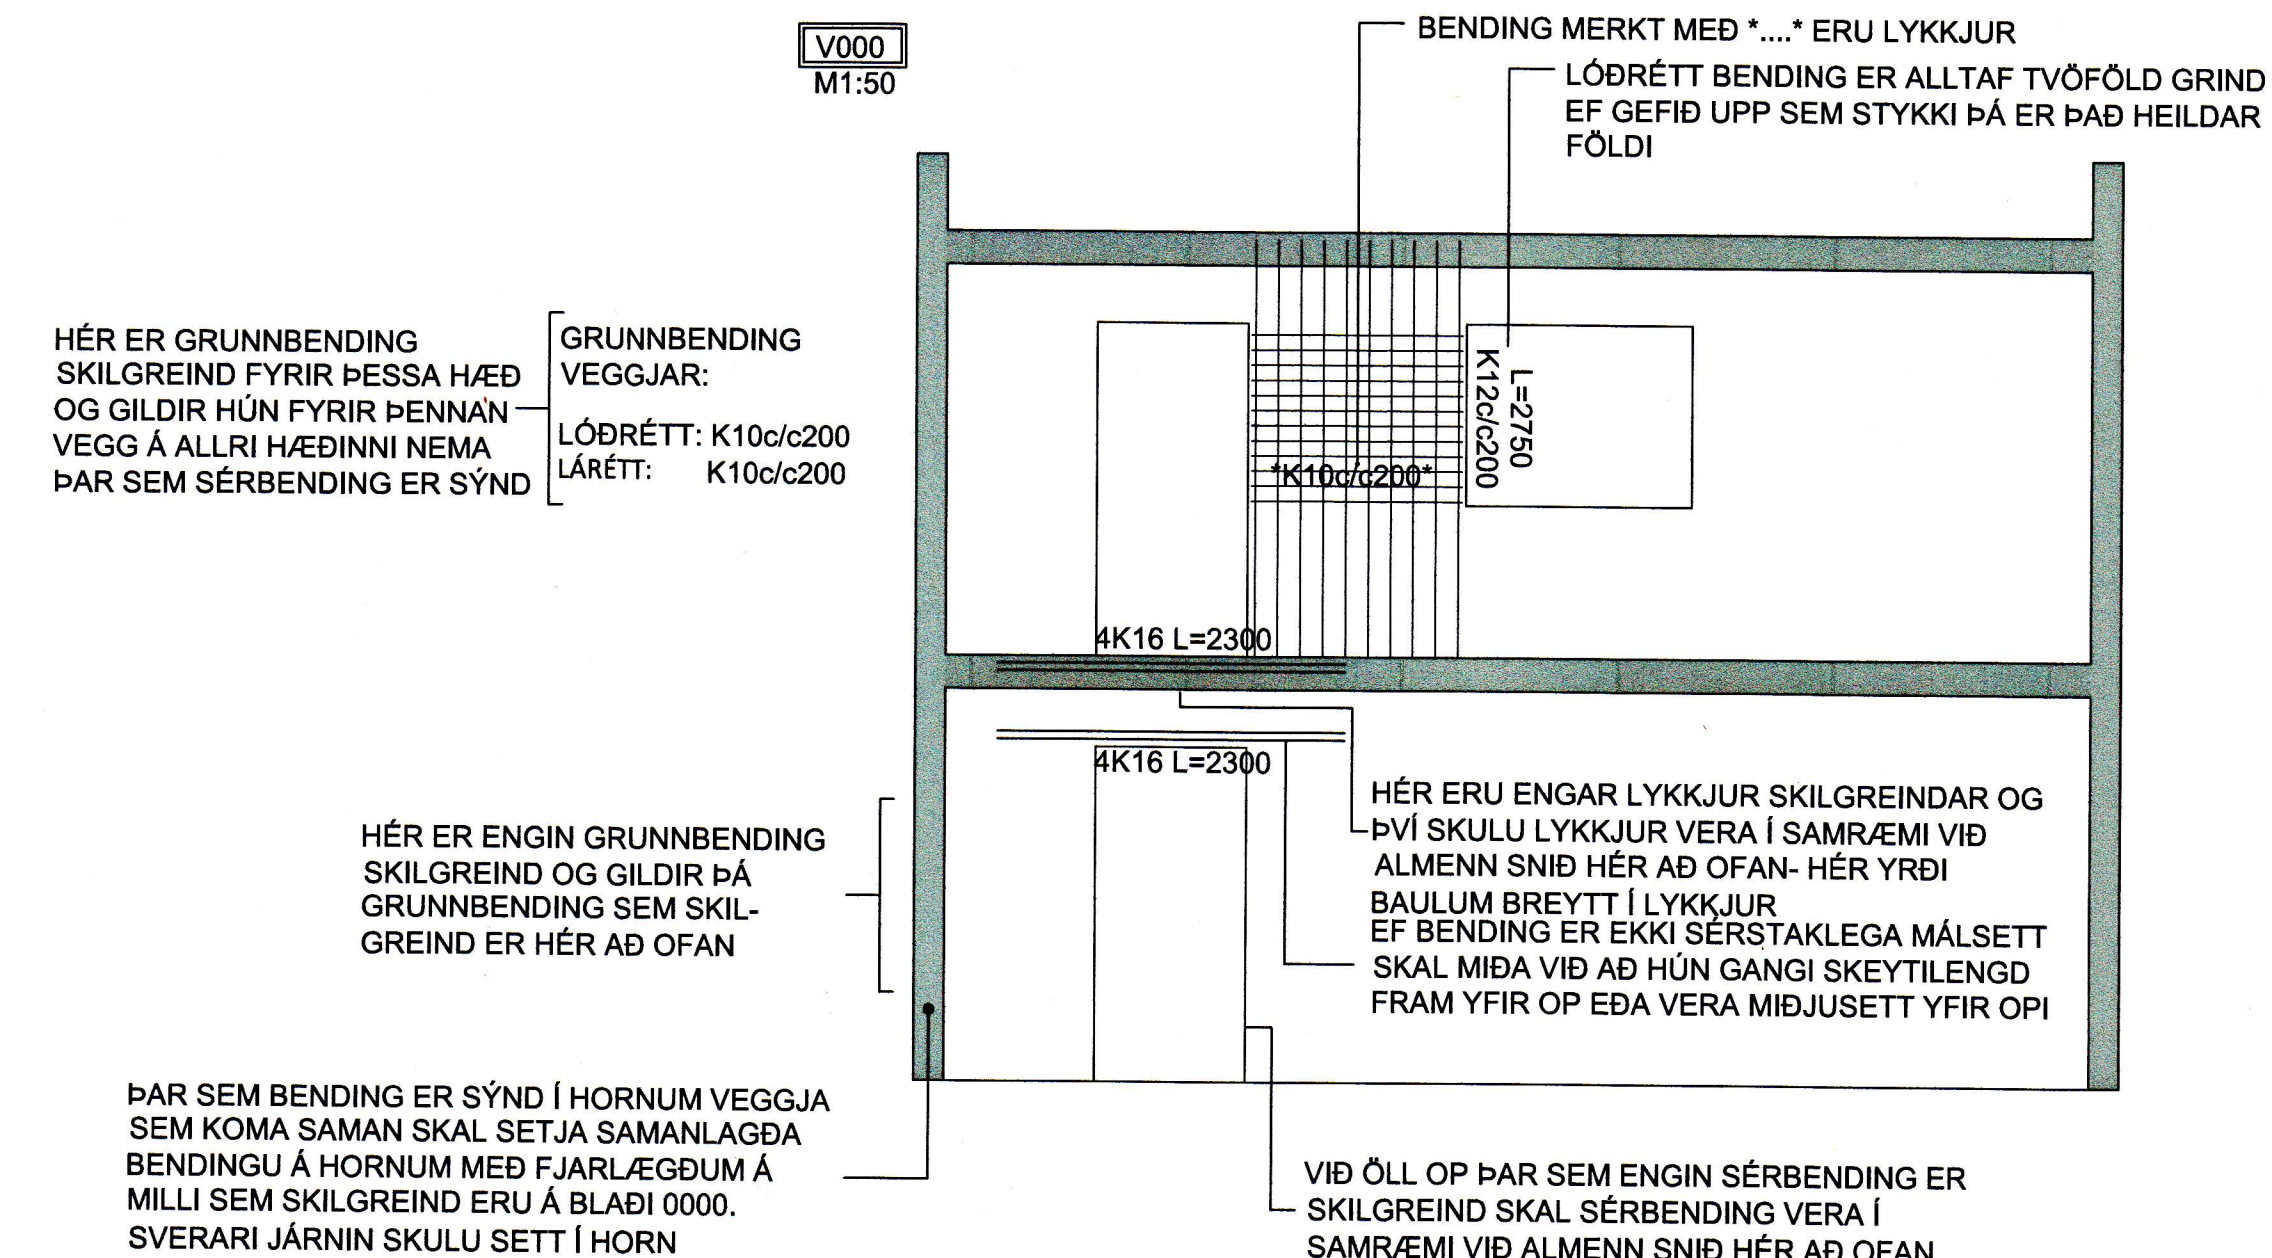 V000
M1:50
BENDING MERKT MEÐ *....* ERU LYKKJUR
LÓÐRÉTT BENDING ER ALLTAF TVÖFÖLD GRIND
EF GEFIÐ UPP SEM STYKKI ÞÁ ER ÞAÐ HEILDAR
FÖLDI
HÉR ER GRUNNBENDING
SKILGREIND FYRIR ÞESSA HÆÐ
OG GILDIR HÚN FYRIR ÞENNAN
VEGG Á ALLRI HÆÐINNI NEMA
ÞAR SEM SÉRBENDING ER SÝND
GRUNNBENDING
VEGGJAR:
LÓÐRÉTT: K10c/c200
LÁRÉTT: K10c/c200
*K10c/c200*
L=2750
K12c/c200
4K16 L=2300
4K16 L=2300
HÉR ERU ENGAR LYKKJUR SKILGREINDAR OG
ÞVÍ SKULU LYKKJUR VERA Í SAMRÆMI VIÐ
ALMENN SNIÐ HÉR AÐ OFAN- HÉR YRÐI
BAULUM BREYTT Í LYKKJUR
EF BENDING ER EKKI SÉRSTAKLEGA MÁLSETT
SKAL MIÐA VIÐ AÐ HÚN GANGI SKEYTILENGD
FRAM YFIR OP EÐA VERA MIÐJUSETT YFIR OPI
HÉR ER ENGIN GRUNNBENDING
SKILGREIND OG GILDIR ÞÁ
GRUNNBENDING SEM SKIL-
GREIND ER HÉR AÐ OFAN
ÞAR SEM BENDING ER SÝND Í HORNUM VEGGJA
SEM KOMA SAMAN SKAL SETJA SAMANLAGÐA
BENDINGU Á HORNUM MEÐ FJARLÆGÐUM Á
MILLI SEM SKILGREIND ERU Á BLAÐI 0000.
SVERARI JÁRNIN SKULU SETT Í HORN
VIÐ ÖLL OP ÞAR SEM ENGIN SÉRBENDING ER
SKILGREIND SKAL SÉRBENDING VERA Í
SAMRÆMI VIÐ ALMENN SNIÐ HÉR AÐ OFAN